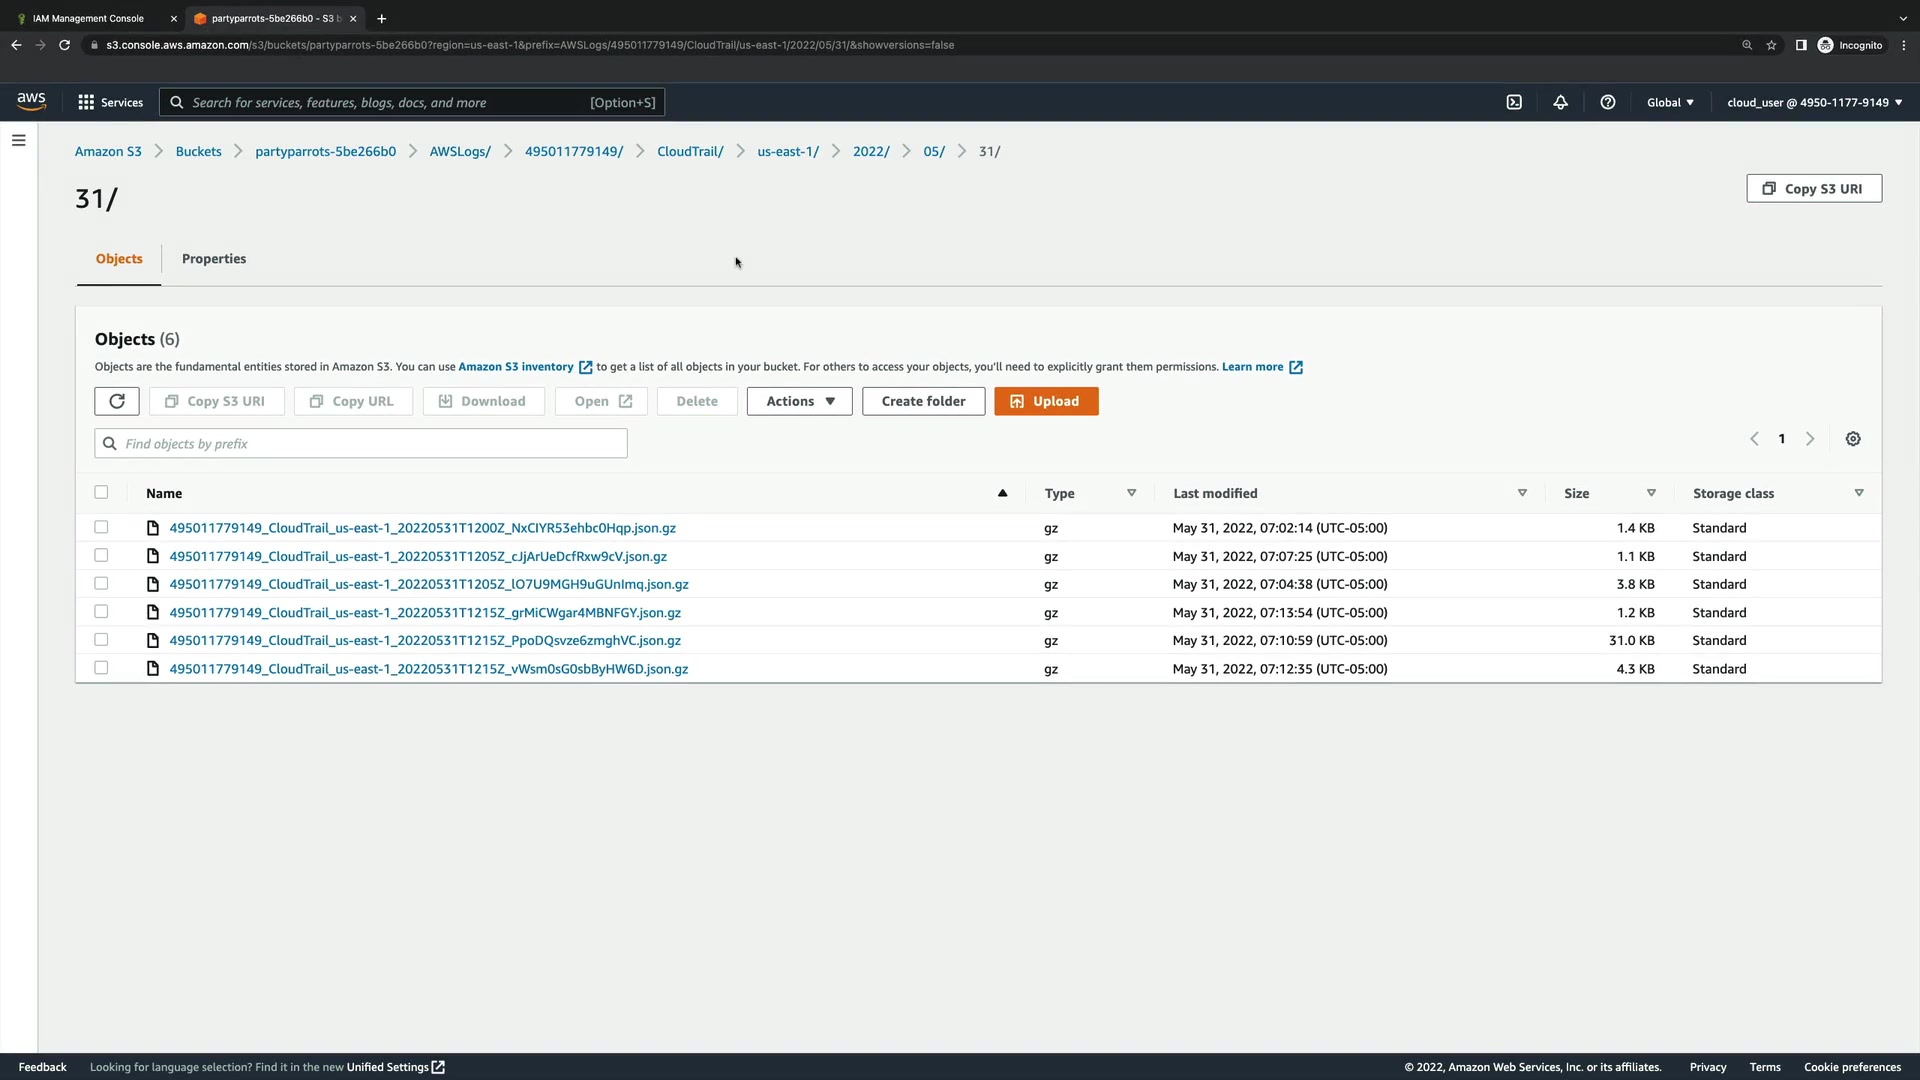 IAM Management Console
partyparrots-5be266b0 - S3 b
s3.console.aws.amazon.com/s3/buckets/partyparrots-5be266b0?region=us-east-1&prefix=AWSLogs/495011779149/CloudTrail/us-east-1/2022/05/31/&showversions=false
Incognito
aws
Services
Search for services, features, blogs, docs, and more
[Option+S]
Global
cloud_user @ 4950-1177-9149
Amazon S3
Buckets
partyparrots-5be266b0
AWSLogs/
495011779149/
CloudTrail/
us-east-1/
2022/
05/
31/
31/
Copy S3 URI
Objects
Properties
Objects (6)
Objects are the fundamental entities stored in Amazon S3. You can use Amazon S3 inventory to get a list of all objects in your bucket. For others to access your objects, you'll need to explicitly grant them permissions. Learn more
Copy S3 URI
Copy URL
Download
Open
Delete
Actions
Create folder
Upload
Find objects by prefix
1
Name
Type
Last modified
Size
Storage class
495011779149_CloudTrail_us-east-1_20220531T1200Z_NxCIYR53ehbc0Hqp.json.gz
gz
May 31, 2022, 07:02:14 (UTC-05:00)
1.4 KB
Standard
495011779149_CloudTrail_us-east-1_20220531T1205Z_cJjArUeDcfRxw9cV.json.gz
gz
May 31, 2022, 07:07:25 (UTC-05:00)
1.1 KB
Standard
495011779149_CloudTrail_us-east-1_20220531T1205Z_lO7U9MGH9uGUnImq.json.gz
gz
May 31, 2022, 07:04:38 (UTC-05:00)
3.8 KB
Standard
495011779149_CloudTrail_us-east-1_20220531T1215Z_grMiCWgar4MBNFGY.json.gz
gz
May 31, 2022, 07:13:54 (UTC-05:00)
1.2 KB
Standard
495011779149_CloudTrail_us-east-1_20220531T1215Z_PpoDQsvze6zmghVC.json.gz
gz
May 31, 2022, 07:10:59 (UTC-05:00)
31.0 KB
Standard
495011779149_CloudTrail_us-east-1_20220531T1215Z_vWsm0sG0sbByHW6D.json.gz
gz
May 31, 2022, 07:12:35 (UTC-05:00)
4.3 KB
Standard
Feedback
Looking for language selection? Find it in the new Unified Settings
© 2022, Amazon Web Services, Inc. or its affiliates.
Privacy
Terms
Cookie preferences